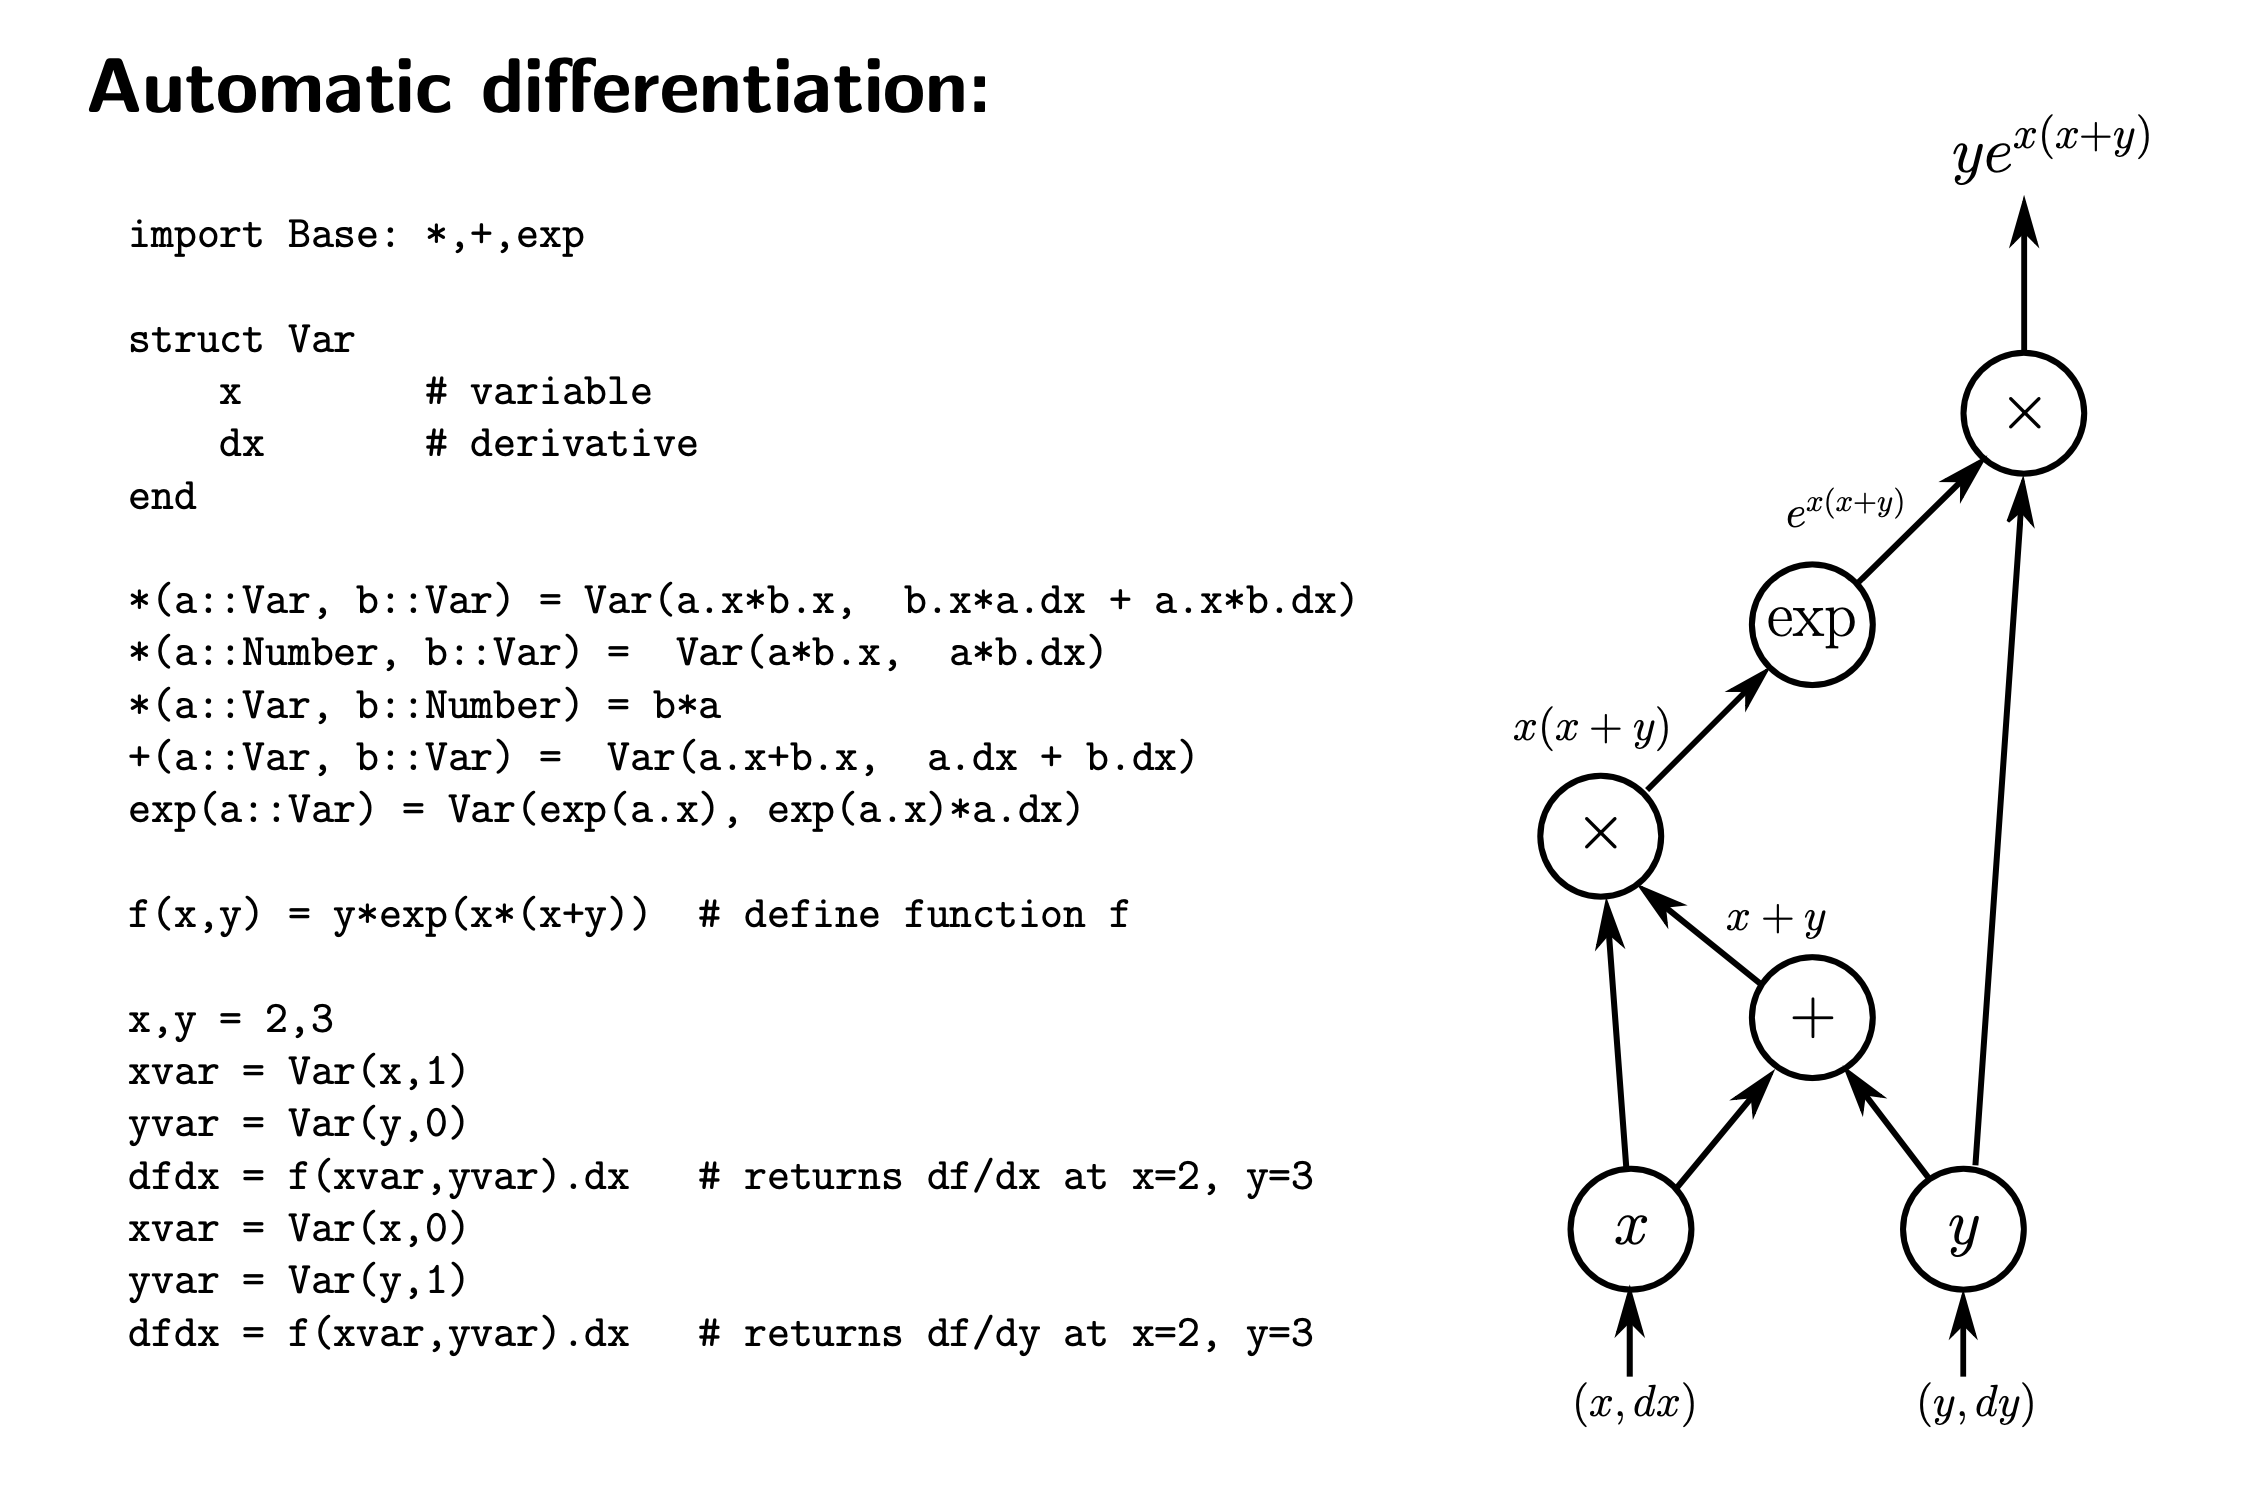 Automatic differentiation:
import Base: *,+,exp
struct Var
    x        # variable
    dx       # derivative
end
*(a::Var, b::Var) = Var(a.x*b.x,  b.x*a.dx + a.x*b.dx)
*(a::Number, b::Var) =  Var(a*b.x,  a*b.dx)
*(a::Var, b::Number) = b*a
+(a::Var, b::Var) =  Var(a.x+b.x,  a.dx + b.dx)
exp(a::Var) = Var(exp(a.x), exp(a.x)*a.dx)
f(x,y) = y*exp(x*(x+y))  # define function f
x,y = 2,3
xvar = Var(x,1)
yvar = Var(y,0)
dfdx = f(xvar,yvar).dx   # returns df/dx at x=2, y=3
xvar = Var(x,0)
yvar = Var(y,1)
dfdx = f(xvar,yvar).dx   # returns df/dy at x=2, y=3
ye^{x(x+y)}
×
e^{x(x+y)}
exp
x(x + y)
×
x + y
+
x
y
(x, dx)
(y, dy)